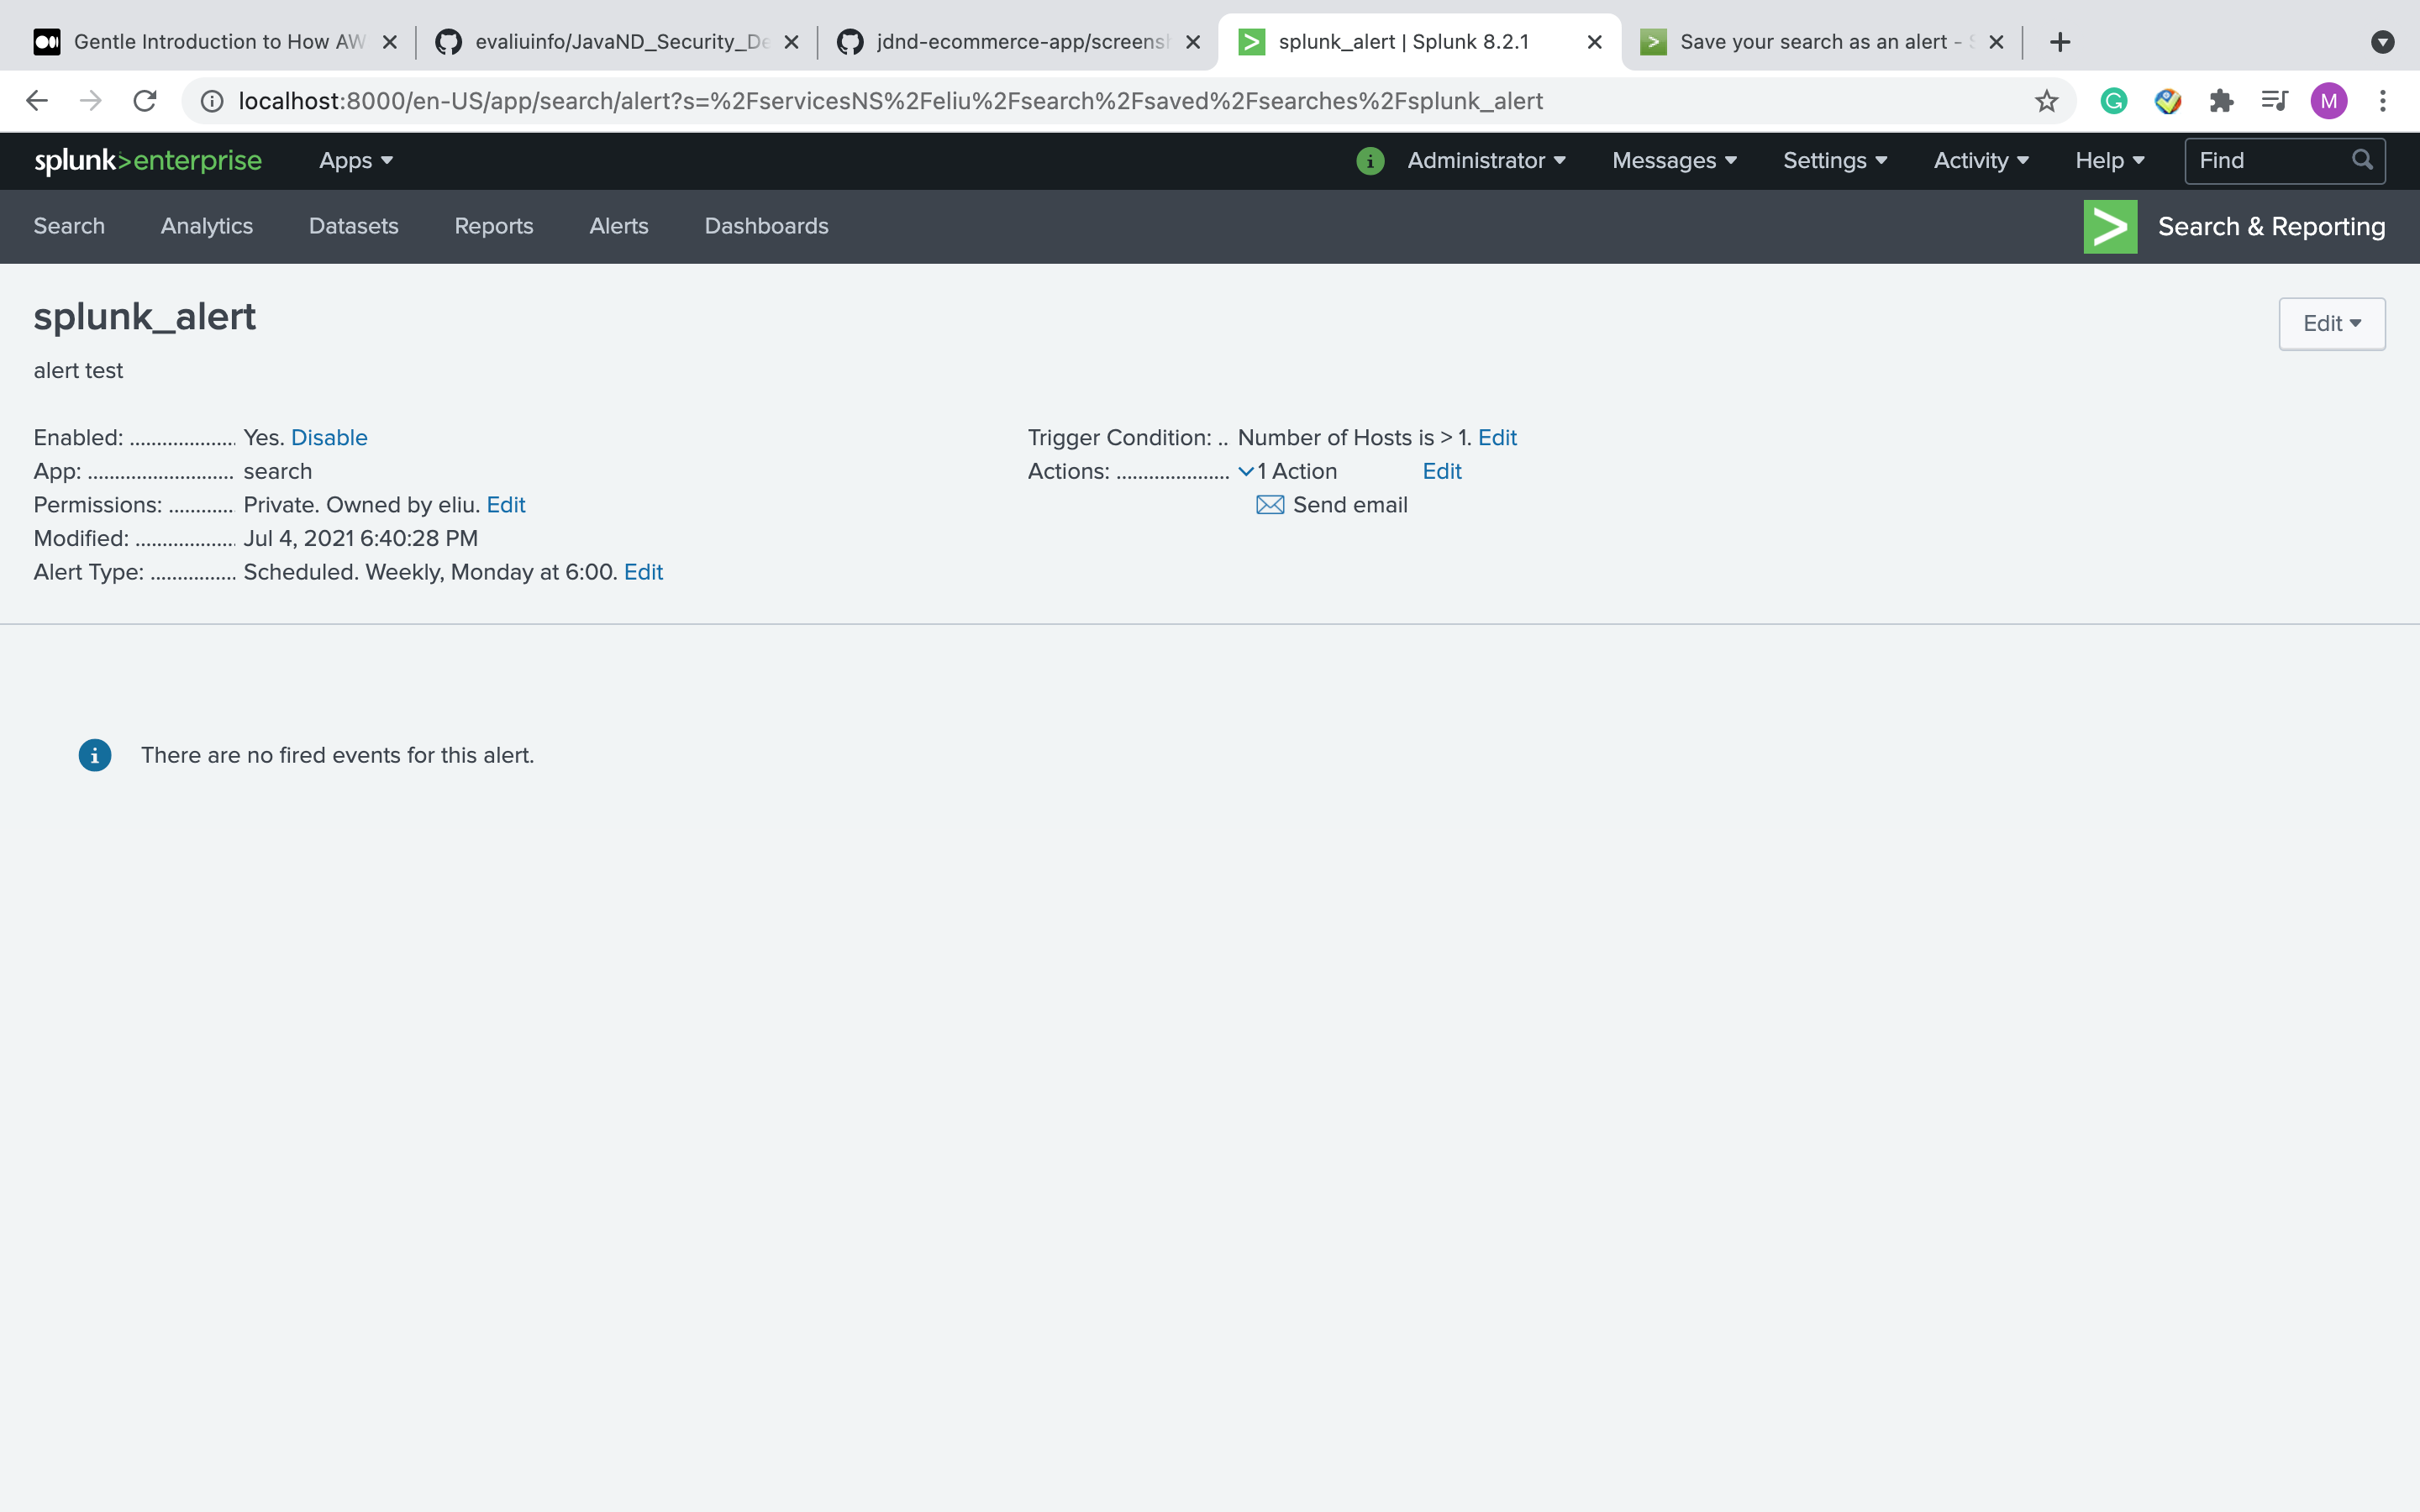 Gentle Introduction to How AW
evaliuinfo/JavaND_Security_De
jdnd-ecommerce-app/screensh
splunk_alert | Splunk 8.2.1
Save your search as an alert - S
localhost:8000/en-US/app/search/alert?s=%2FservicesNS%2Feliu%2Fsearch%2Fsaved%2Fsearches%2Fsplunk_alert
M
splunk>enterprise
Apps
Administrator
Messages
Settings
Activity
Help
Find
Search
Analytics
Datasets
Reports
Alerts
Dashboards
Search & Reporting
splunk_alert
Edit
alert test
Enabled: ................... Yes. Disable
App: .......................... search
Permissions: ............ Private. Owned by eliu. Edit
Modified: .................. Jul 4, 2021 6:40:28 PM
Alert Type: ............... Scheduled. Weekly, Monday at 6:00. Edit
Trigger Condition: .. Number of Hosts is > 1. Edit
Actions: .................... 1 Action Edit
Send email
There are no fired events for this alert.